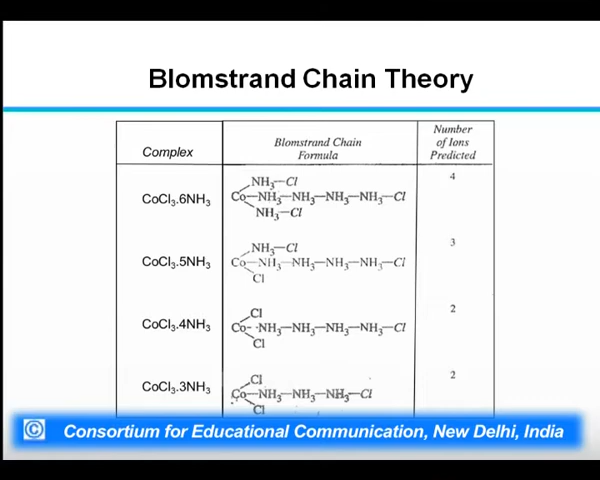 Blomstrand Chain Theory
Complex
Blomstrand Chain
Formula
Number
of Ions
Predicted
CoCl₃.6NH₃
NH₃—Cl
Co—NH₃—NH₃—NH₃—NH₃—Cl
NH₃—Cl
4
CoCl₃.5NH₃
NH₃—Cl
Co—NH₃—NH₃—NH₃—NH₃—Cl
Cl
3
CoCl₃.4NH₃
Cl
Co—NH₃—NH₃—NH₃—NH₃—Cl
Cl
2
CoCl₃.3NH₃
Cl
Co—NH₃—NH₃—NH₃—Cl
Cl
2
© Consortium for Educational Communication, New Delhi, India